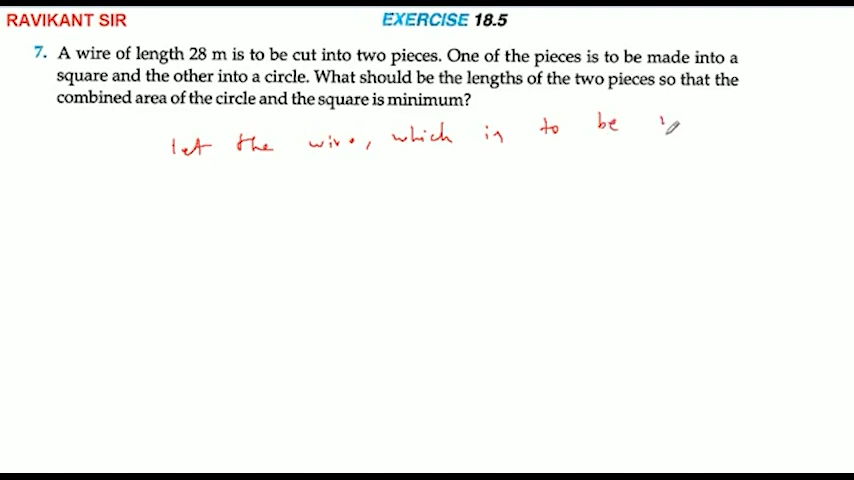 RAVIKANT SIR
EXERCISE 18.5
7. A wire of length 28 m is to be cut into two pieces. One of the pieces is to be made into a
square and the other into a circle. What should be the lengths of the two pieces so that the
combined area of the circle and the square is minimum?
let the wire, which is to be